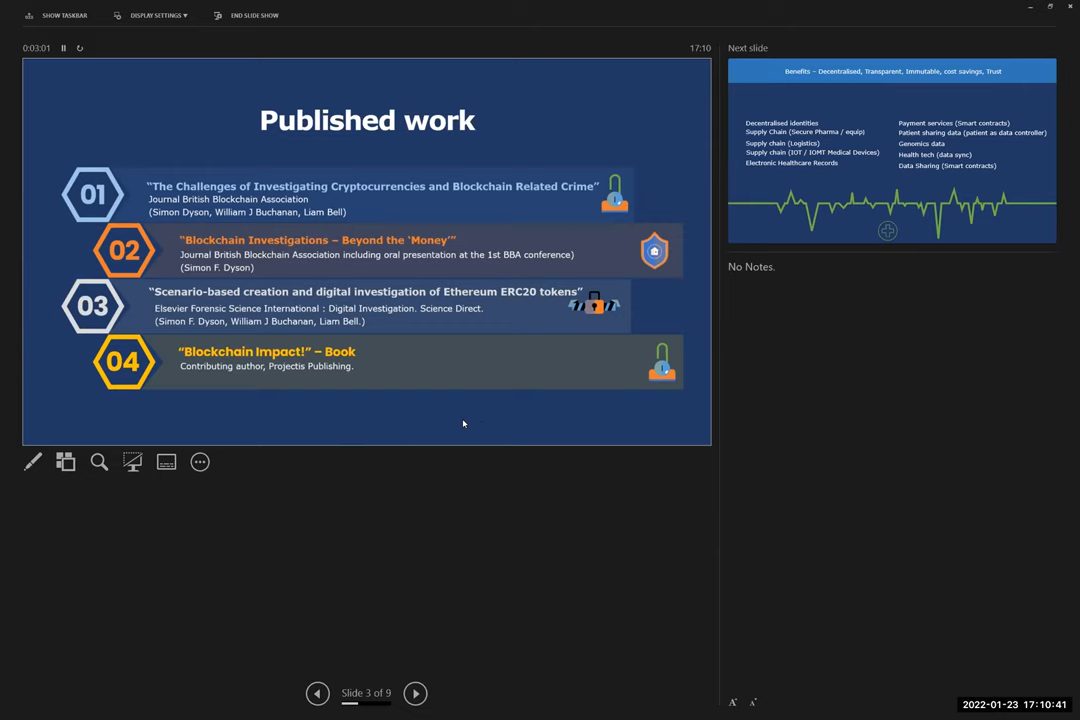 SHOW TASKBAR
DISPLAY SETTINGS ▾
END SLIDE SHOW
0:03:01
17:10
Published work
01
“The Challenges of Investigating Cryptocurrencies and Blockchain Related Crime”
Journal British Blockchain Association
(Simon Dyson, William J Buchanan, Liam Bell)
02
“Blockchain Investigations – Beyond the ‘Money’”
Journal British Blockchain Association including oral presentation at the 1st BBA conference)
(Simon F. Dyson)
03
“Scenario-based creation and digital investigation of Ethereum ERC20 tokens”
Elsevier Forensic Science International : Digital Investigation. Science Direct.
(Simon F. Dyson, William J Buchanan, Liam Bell.)
04
“Blockchain Impact!” – Book
Contributing author, Projectis Publishing.
Next slide
Benefits – Decentralised, Transparent, Immutable, cost savings, Trust
Decentralised identities
Supply Chain (Secure Pharma / equip)
Supply chain (Logistics)
Supply chain (IOT / IOMT Medical Devices)
Electronic Healthcare Records
Payment services (Smart contracts)
Patient sharing data (patient as data controller)
Genomics data
Health tech (data sync)
Data Sharing (Smart contracts)
No Notes.
Slide 3 of 9
A A
2022-01-23 17:10:41